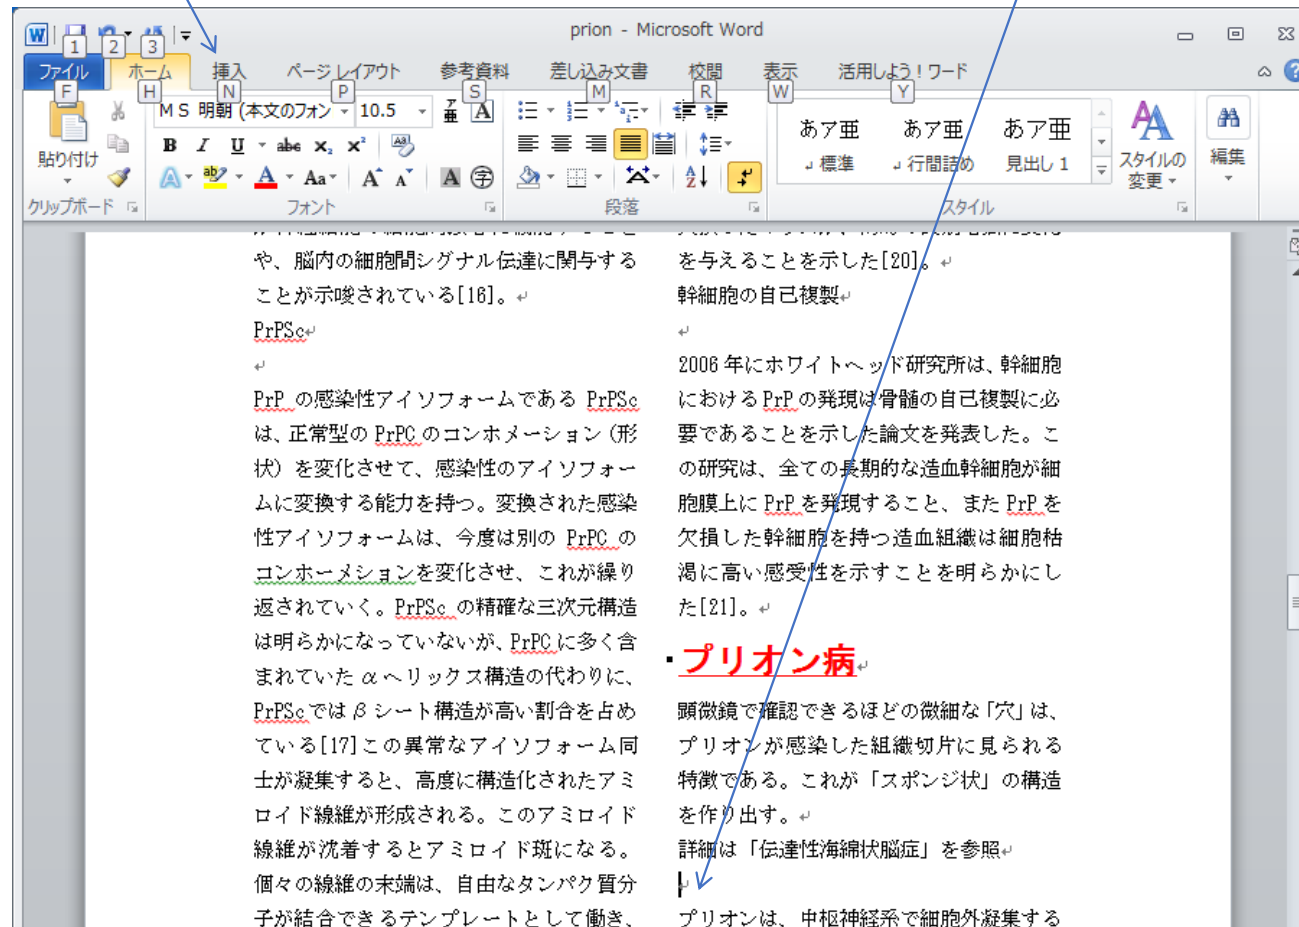 prion - Microsoft Word
1 2 3
ファイル ホーム 挿入 ページ レイアウト 参考資料 差し込み文書 校閲 表示 活用しよう！ワード
F H N P S M R W Y
貼り付け
クリップボード
ＭＳ 明朝 (本文のフォン 10.5
B I U abc x₂ x²
Aa
フォント
段落
あア亜 あア亜 あア亜
標準 行間詰め 見出し 1
スタイルの
変更
スタイル
編集
や、脳内の細胞間シグナル伝達に関与する
ことが示唆されている[16]。
PrPSc
PrP の感染性アイソフォームである PrPSc
は、正常型の PrPC のコンホメーション（形
状）を変化させて、感染性のアイソフォー
ムに変換する能力を持つ。変換された感染
性アイソフォームは、今度は別の PrPC の
コンホーメションを変化させ、これが繰り
返されていく。PrPSc の精確な三次元構造
は明らかになっていないが、PrPC に多く含
まれていた αヘリックス構造の代わりに、
PrPSc では β シート構造が高い割合を占め
ている[17]この異常なアイソフォーム同
士が凝集すると、高度に構造化されたアミ
ロイド線維が形成される。このアミロイド
線維が沈着するとアミロイド斑になる。
個々の線維の末端は、自由なタンパク質分
子が結合できるテンプレートとして働き、
を与えることを示した[20]。
幹細胞の自己複製
2006 年にホワイトヘッド研究所は、幹細胞
における PrP の発現は骨髄の自己複製に必
要であることを示した論文を発表した。こ
の研究は、全ての長期的な造血幹細胞が細
胞膜上に PrP を発現すること、また PrP を
欠損した幹細胞を持つ造血組織は細胞枯
渇に高い感受性を示すことを明らかにし
た[21]。
プリオン病
顕微鏡で確認できるほどの微細な「穴」は、
プリオンが感染した組織切片に見られる
特徴である。これが「スポンジ状」の構造
を作り出す。
詳細は「伝達性海綿状脳症」を参照
プリオンは、中枢神経系で細胞外凝集する